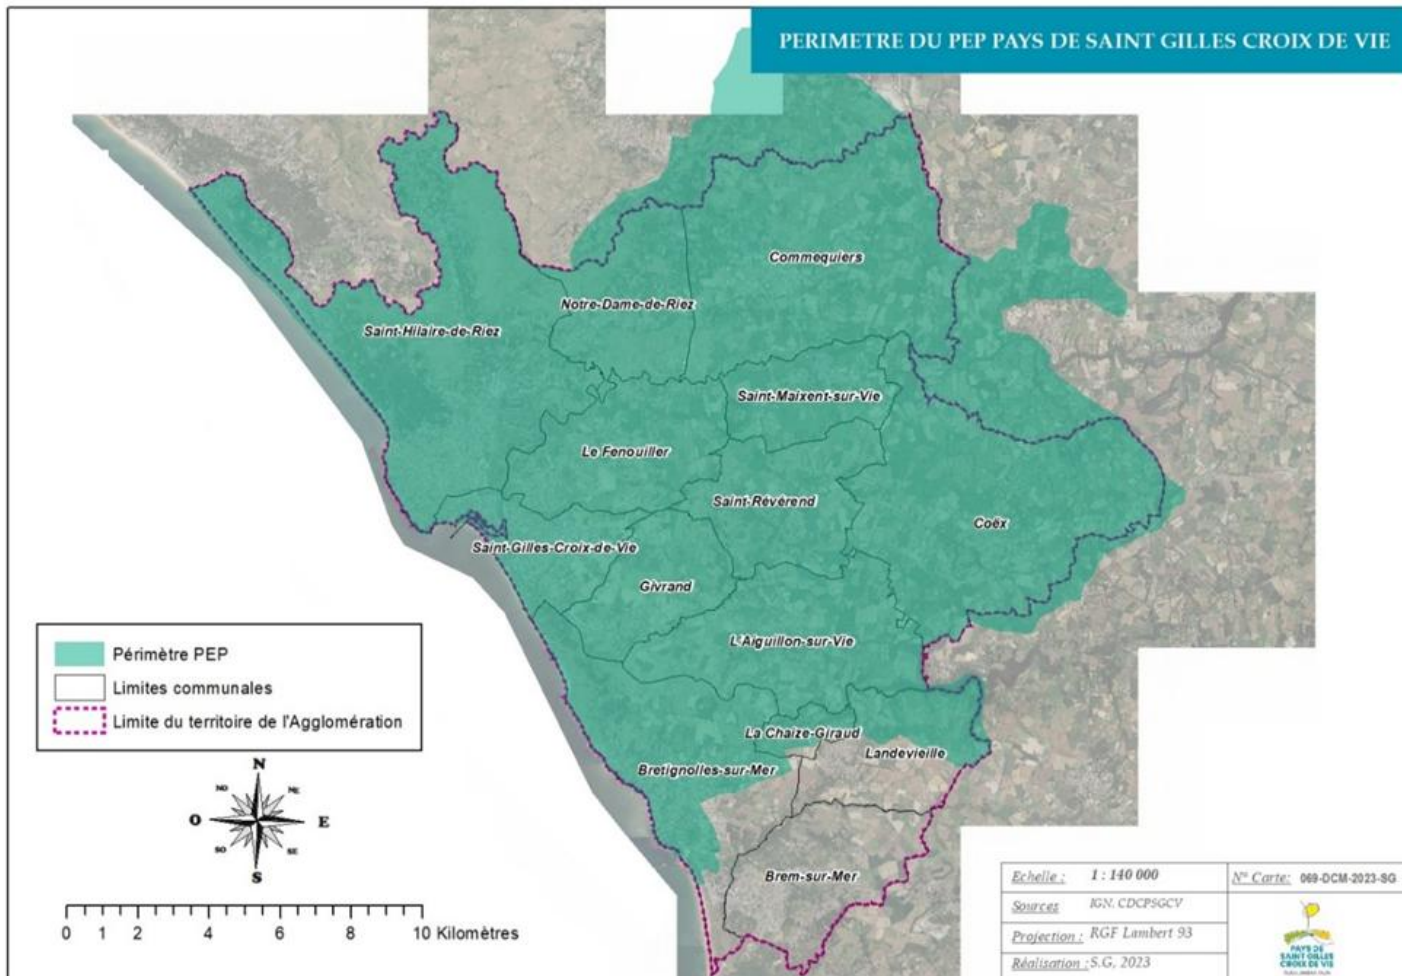 PERIMETRE DU PEP PAYS DE SAINT GILLES CROIX DE VIE
Commequiers
Notre-Dame-de-Riez
Saint-Hilaire-de-Riez
Saint-Maixent-sur-Vie
Le Fenouiller
Saint-Révérend
Coëx
Saint-Gilles-Croix-de-Vie
Givrand
L'Aiguillon-sur-Vie
La Chaize-Giraud
Landevieille
Bretignolles-sur-Mer
Brem-sur-Mer
Périmètre PEP
Limites communales
Limite du territoire de l'Agglomération
N
NO
NE
O
E
SO
SE
S
0 1 2 4 6 8 10 Kilomètres
Echelle : 1 : 140 000
N° Carte: 069-DCM-2023-SG
Sources IGN, CDCPSGCV
Projection : RGF Lambert 93
Réalisation : S.G, 2023
PAYS DE
SAINT GILLES
CROIX DE VIE